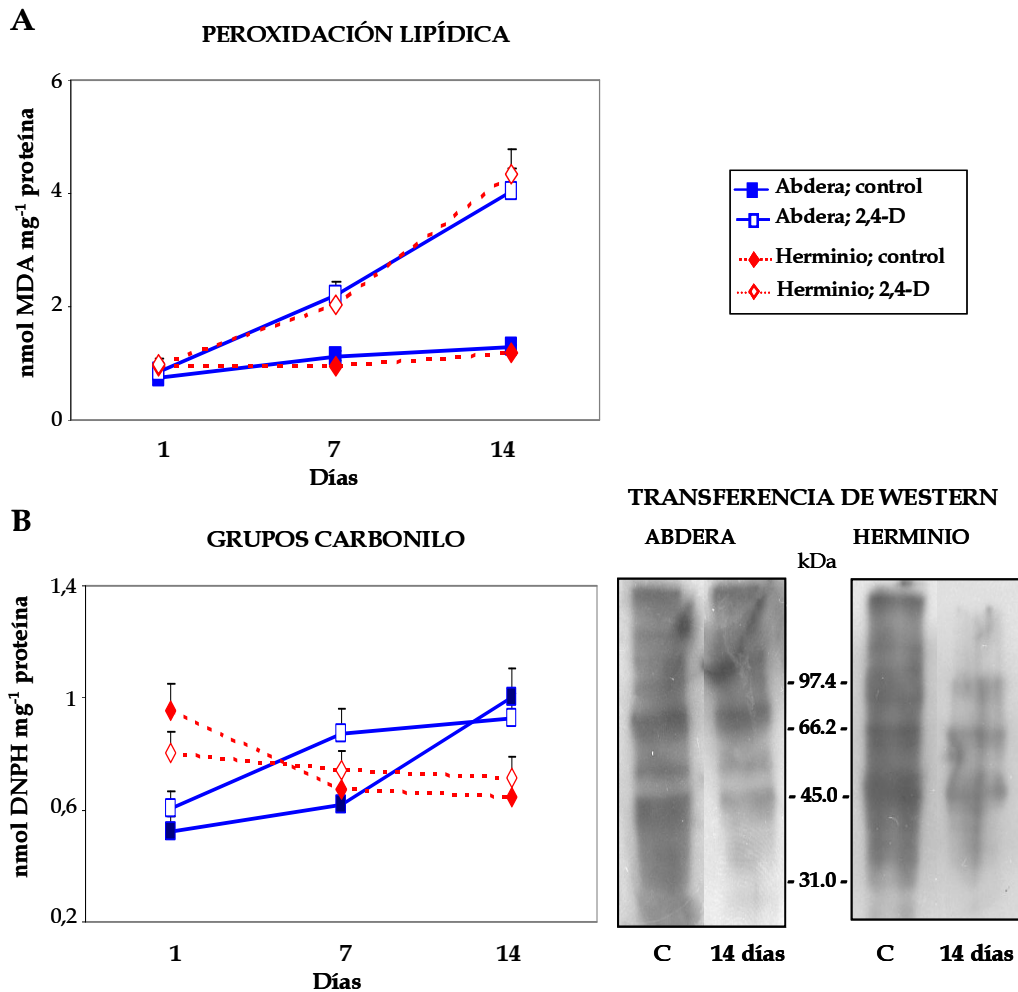 A
PEROXIDACIÓN LIPÍDICA
nmol MDA mg-1 proteína
6
4
2
0
1 7 14
Días
Abdera; control
Abdera; 2,4-D
Herminio; control
Herminio; 2,4-D
B
GRUPOS CARBONILO
nmol DNPH mg-1 proteína
1,4
1
0,6
0,2
1 7 14
Días
TRANSFERENCIA DE WESTERN
ABDERA HERMINIO
kDa
- 97.4 -
- 66.2 -
- 45.0 -
- 31.0 -
C 14 días C 14 días